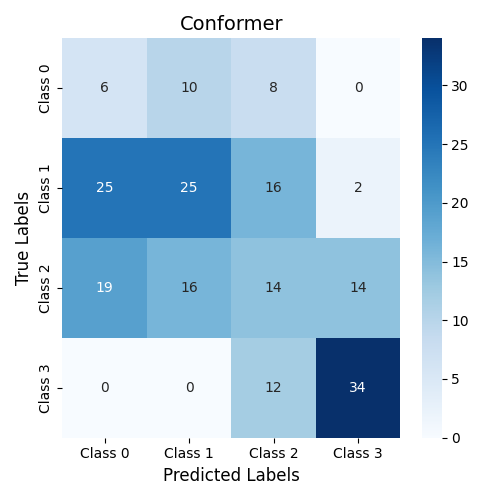 Conformer
True Labels
Class 0
6 10 8 0
Class 1
25 25 16 2
Class 2
19 16 14 14
Class 3
0 0 12 34
Class 0 Class 1 Class 2 Class 3
Predicted Labels
30
25
20
15
10
5
0